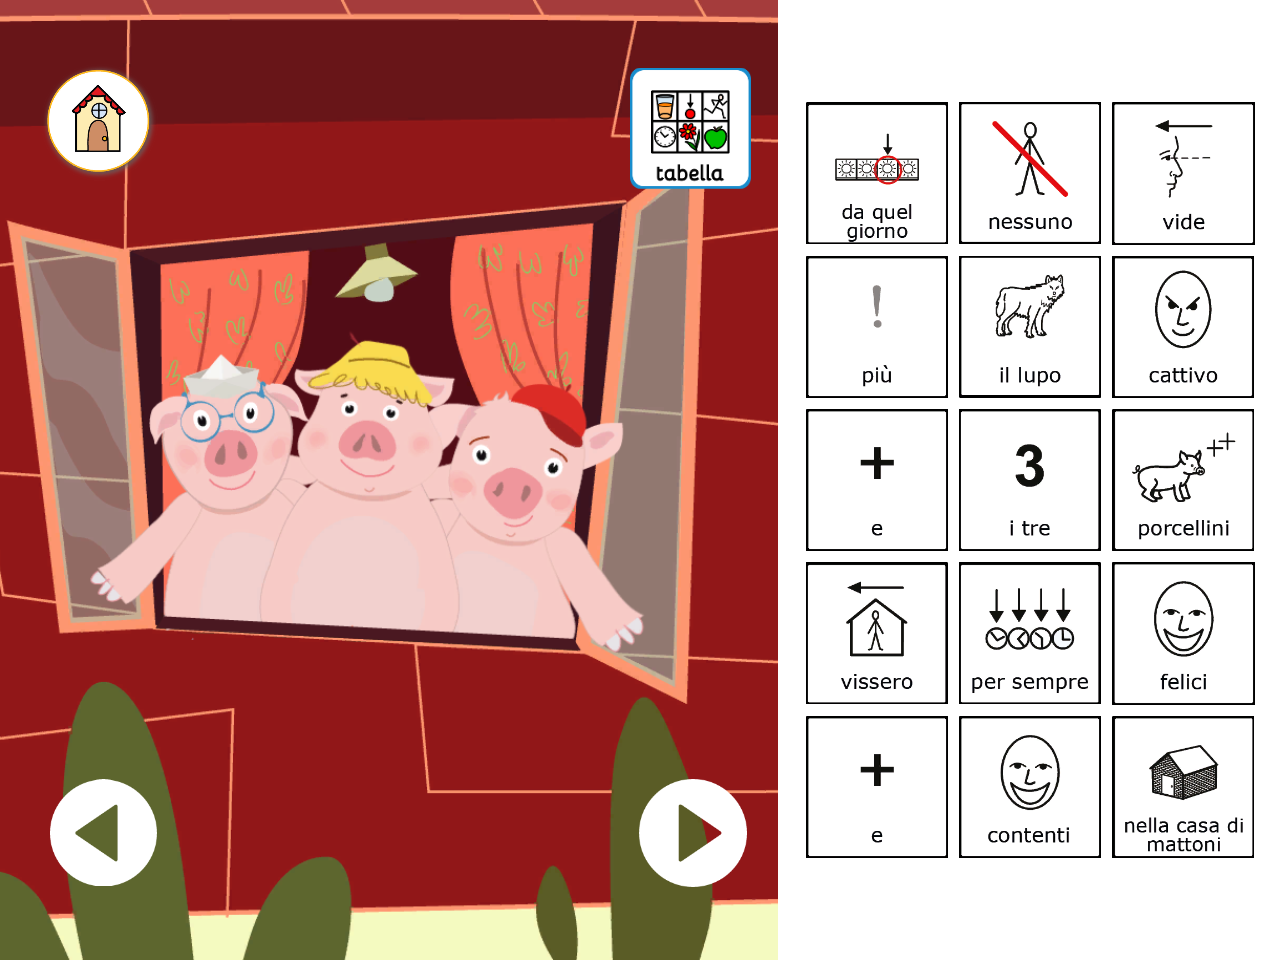 tabella
da quel
giorno
nessuno
vide
!
più
il lupo
cattivo
+
e
3
i tre
++
porcellini
vissero
per sempre
felici
+
e
contenti
nella casa di
mattoni